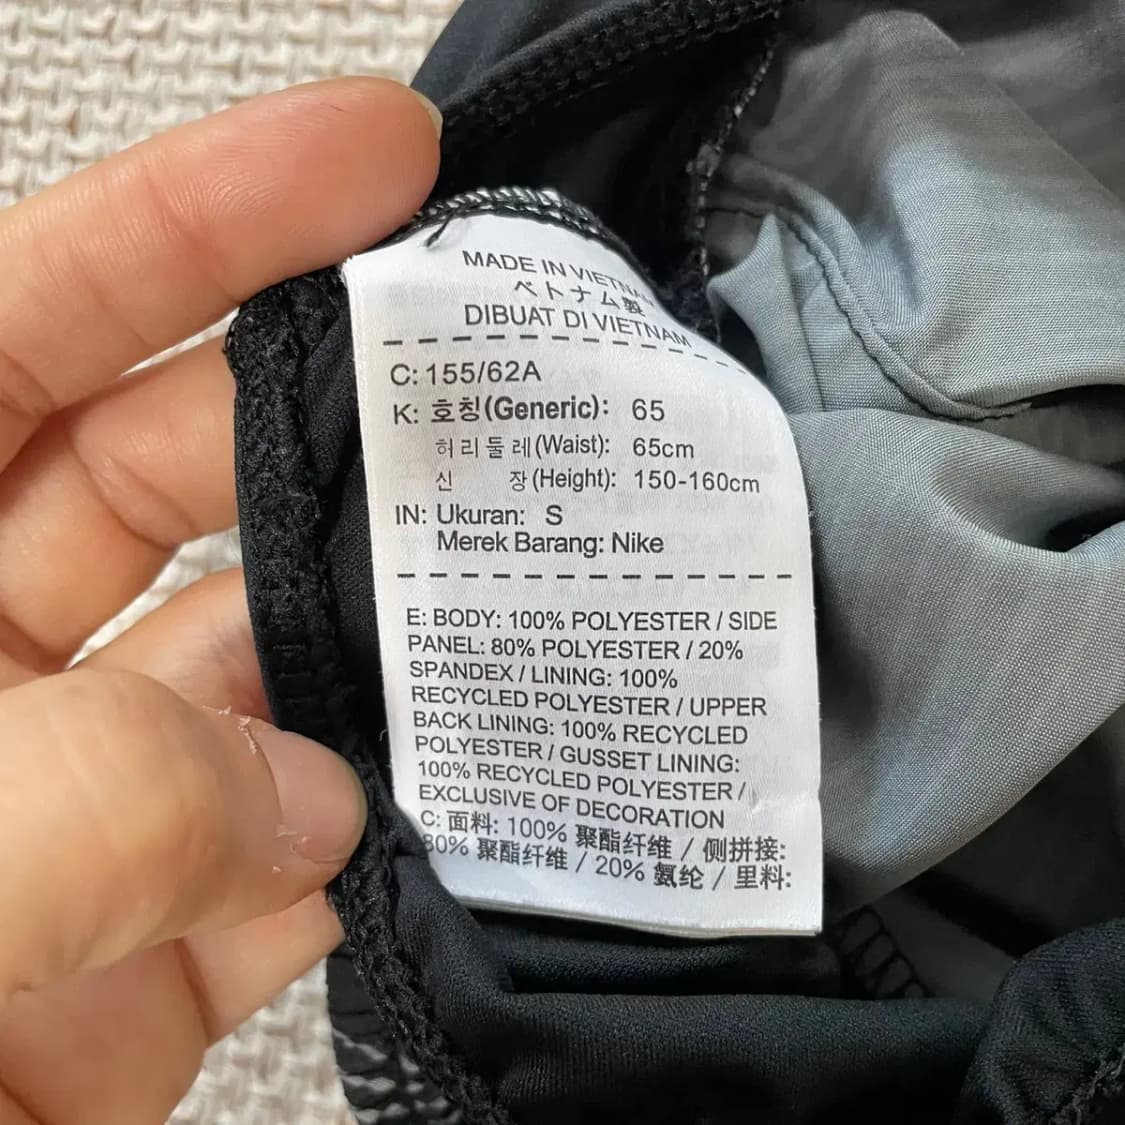 MADE IN VIETNAM
ベトナム製
DIBUAT DI VIETNAM
C: 155/62A
K: 호칭(Generic): 65
허리둘레(Waist): 65cm
신 장(Height): 150-160cm
IN: Ukuran: S
Merek Barang: Nike
E: BODY: 100% POLYESTER / SIDE
PANEL: 80% POLYESTER / 20%
SPANDEX / LINING: 100%
RECYCLED POLYESTER / UPPER
BACK LINING: 100% RECYCLED
POLYESTER / GUSSET LINING:
100% RECYCLED POLYESTER /
EXCLUSIVE OF DECORATION
C: 面料: 100% 聚酯纤维 / 侧拼接:
80% 聚酯纤维 / 20% 氨纶 / 里料: